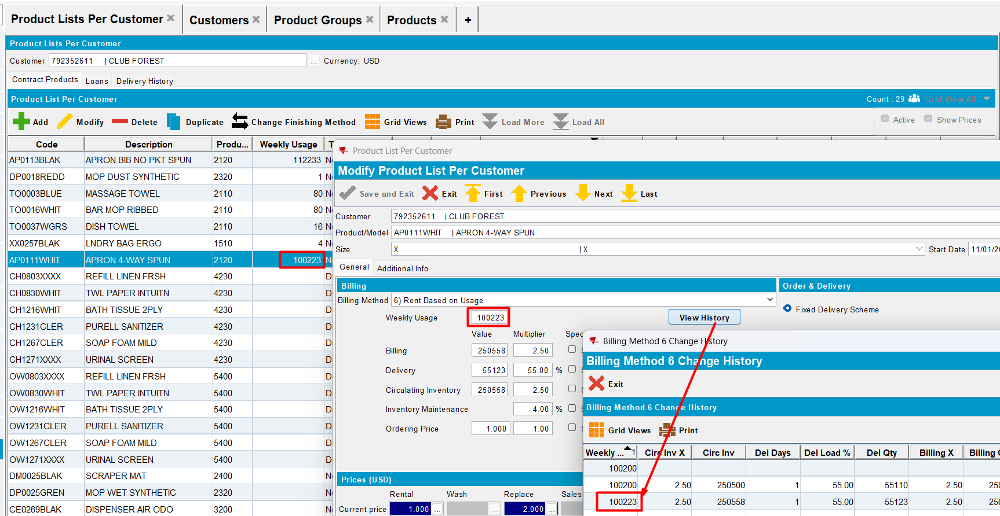 Product Lists Per Customer
Customers
Product Groups
Products
+
Product Lists Per Customer
Customer 792352611 | CLUB FOREST ... Currency: USD
Contract Products Loans Delivery History
Product List Per Customer Count : 29 Grid View All
Add Modify Delete Duplicate Change Finishing Method Grid Views Print Load More Load All Active Show Prices
Code Description Produ... Weekly Usage
AP0113BLAK APRON BIB NO PKT SPUN 2120 112233
DP0018REDD MOP DUST SYNTHETIC 2320 1
TO0003BLUE MASSAGE TOWEL 2110 80
TO0016WHIT BAR MOP RIBBED 2110 80
TO0037WGRS DISH TOWEL 2110 16
XX0257BLAK LNDRY BAG ERGO 1510 4
AP0111WHIT APRON 4-WAY SPUN 2120 100223
CH0803XXXX REFILL LINEN FRSH 4230
CH0830WHIT TWL PAPER INTUITN 4230
CH1216WHIT BATH TISSUE 2PLY 4230
CH1231CLER PURELL SANITIZER 4230
CH1267CLER SOAP FOAM MILD 4230
CH1271XXXX URINAL SCREEN 4230
OW0803XXXX REFILL LINEN FRSH 5400
OW0830WHIT TWL PAPER INTUITN 5400
OW1216WHIT BATH TISSUE 2PLY 5400
OW1231CLER PURELL SANITIZER 5400
OW1267CLER SOAP FOAM MILD 5400
OW1271XXXX URINAL SCREEN 5400
DM0025BLAK SCRAPER MAT 2400
DP0025GREN MOP WET SYNTHETIC 2320
CE0269BLAK DISPENSER AIR ODO 3200
Product List Per Customer
Modify Product List Per Customer
Save and Exit Exit First Previous Next Last
Customer 792352611 | CLUB FOREST
Product/Model AP0111WHIT | APRON 4-WAY SPUN
Size X | X Start Date 11/01/20
General Additional Info
Billing Order & Delivery
Billing Method 6) Rent Based on Usage
Fixed Delivery Scheme
Weekly Usage 100223 View History
Value Multiplier Spec
Billing 250558 2.50
Delivery 55123 55.00 %
Circulating Inventory 250558 2.50
Inventory Maintenance 4.00 %
Ordering Price 1.000 1.00
Prices (USD)
Rental Wash Replace Sales
Current price 1.000 ... ... 2.000 ...
Billing Method 6 Change History
Billing Method 6 Change History
Exit
Billing Method 6 Change History
Grid Views Print
Weekly ... 1 Circ Inv X Circ Inv Del Days Del Load % Del Qty Billing X Billing
100200
100200 2.50 250500 1 55.00 55110 2.50 250
100223 2.50 250558 1 55.00 55123 2.50 250